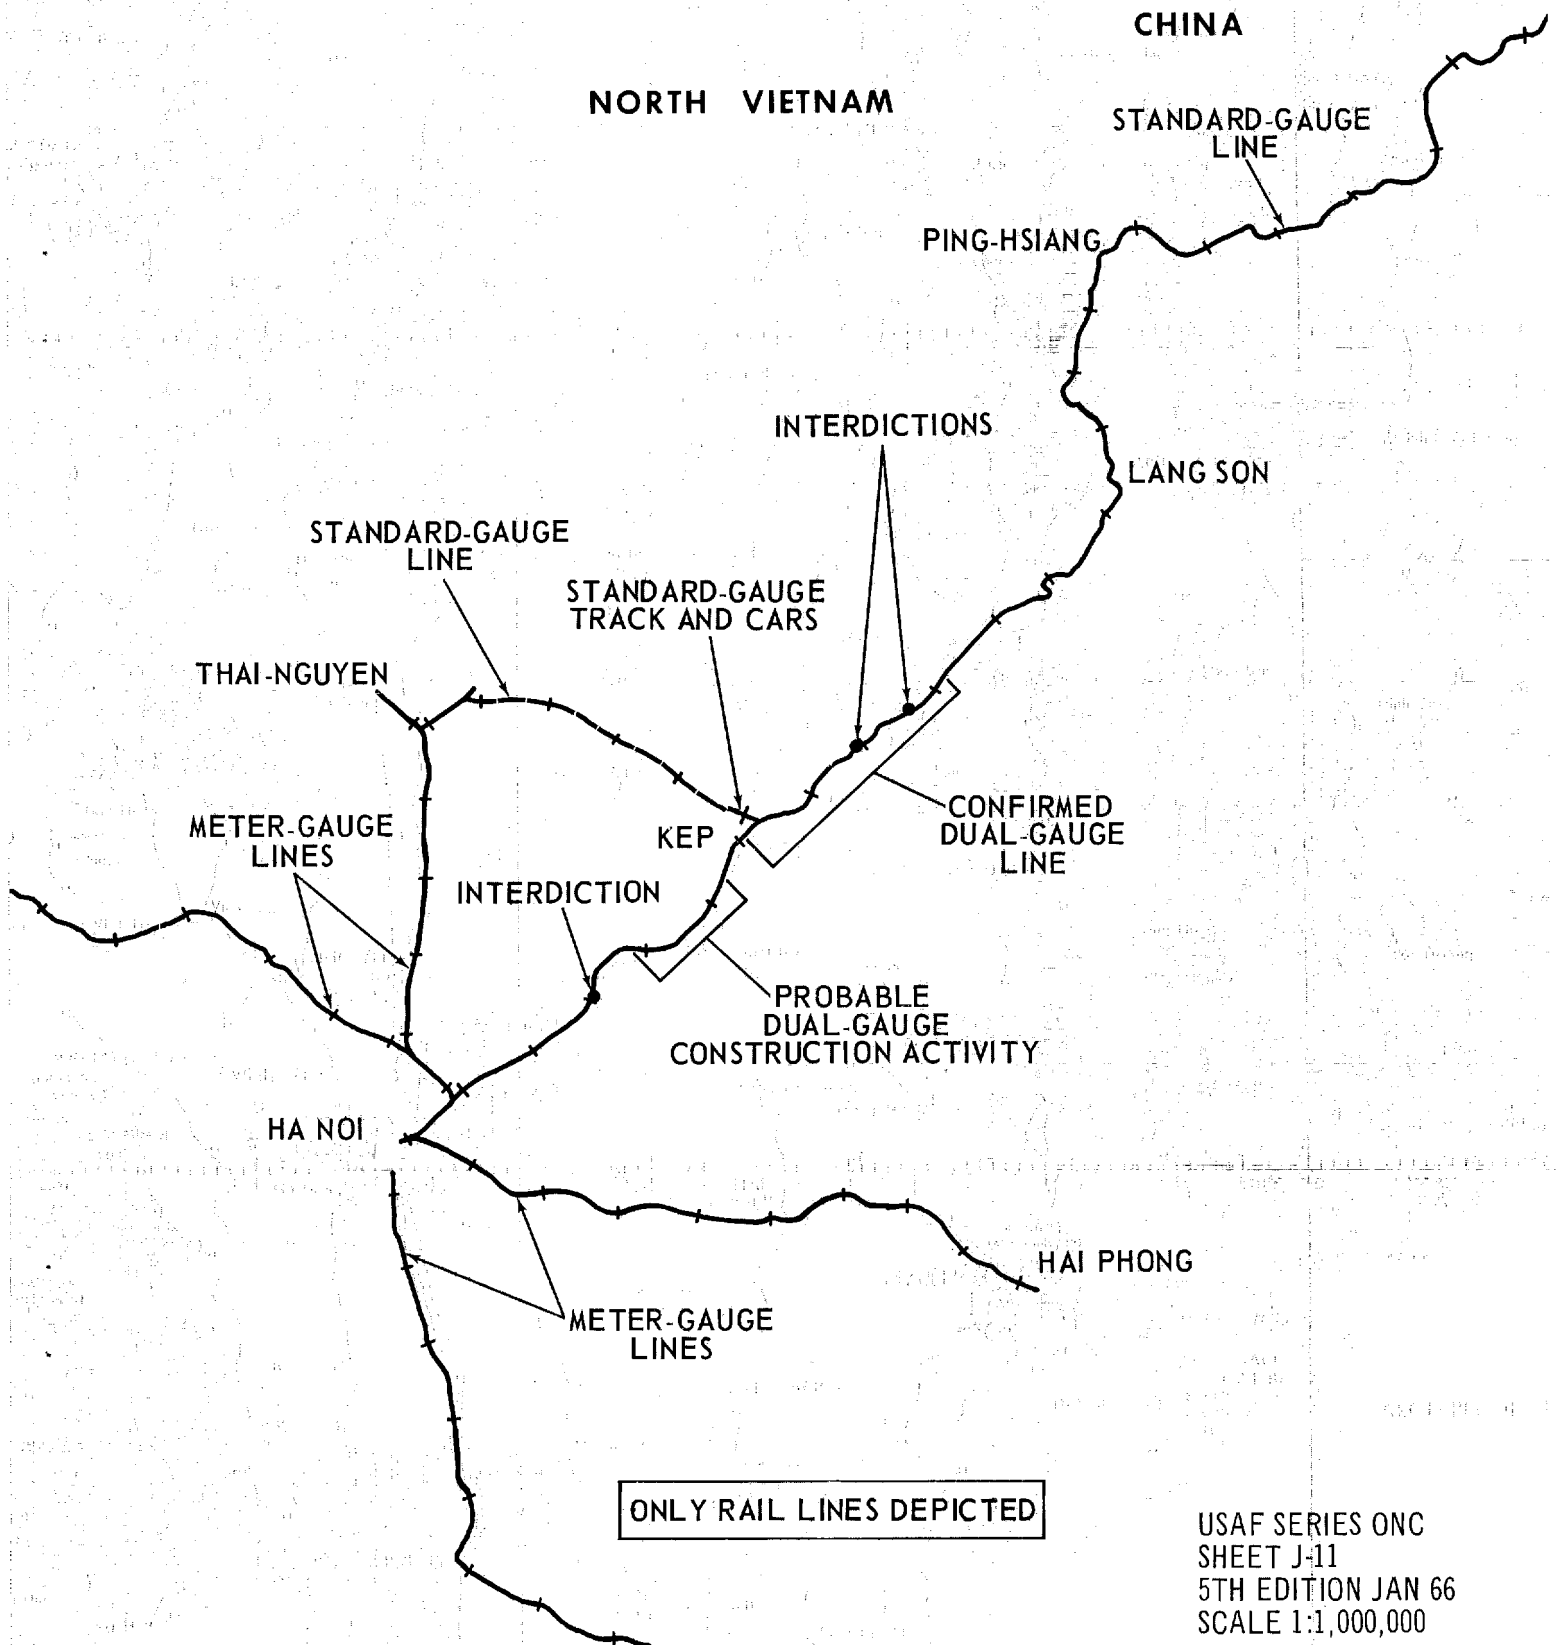 CHINA
NORTH VIETNAM
STANDARD-GAUGE
LINE
PING-HSIANG
INTERDICTIONS
LANG SON
STANDARD-GAUGE
LINE
STANDARD-GAUGE
TRACK AND CARS
THAI-NGUYEN
CONFIRMED
DUAL-GAUGE
LINE
KEP
METER-GAUGE
LINES
INTERDICTION
PROBABLE
DUAL-GAUGE
CONSTRUCTION ACTIVITY
HA NOI
HAI PHONG
METER-GAUGE
LINES
ONLY RAIL LINES DEPICTED
USAF SERIES ONC
SHEET J-11
5TH EDITION JAN 66
SCALE 1:1,000,000